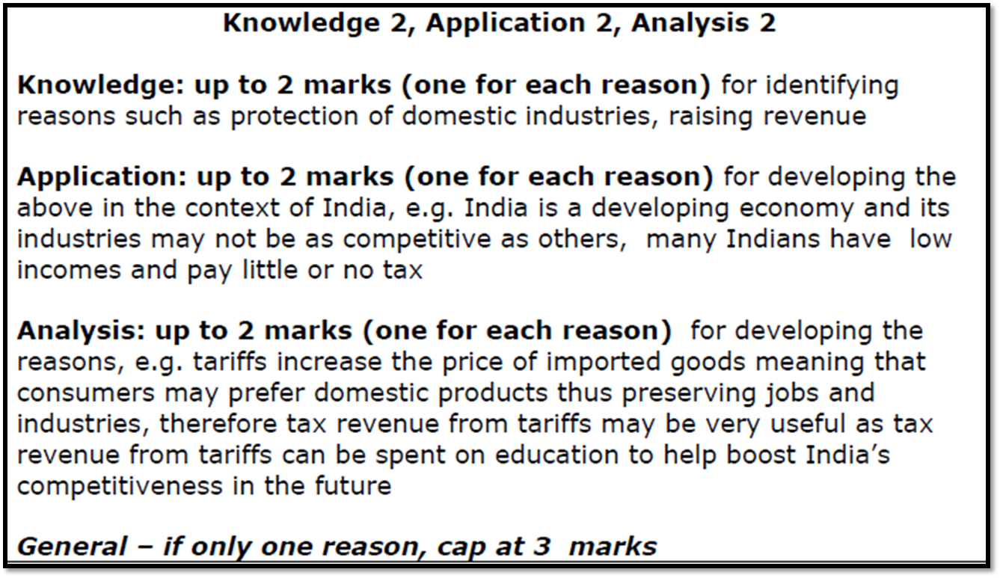 Knowledge 2, Application 2, Analysis 2
Knowledge: up to 2 marks (one for each reason) for identifying
reasons such as protection of domestic industries, raising revenue
Application: up to 2 marks (one for each reason) for developing the
above in the context of India, e.g. India is a developing economy and its
industries may not be as competitive as others, many Indians have low
incomes and pay little or no tax
Analysis: up to 2 marks (one for each reason) for developing the
reasons, e.g. tariffs increase the price of imported goods meaning that
consumers may prefer domestic products thus preserving jobs and
industries, therefore tax revenue from tariffs may be very useful as tax
revenue from tariffs can be spent on education to help boost India's
competitiveness in the future
General – if only one reason, cap at 3 marks